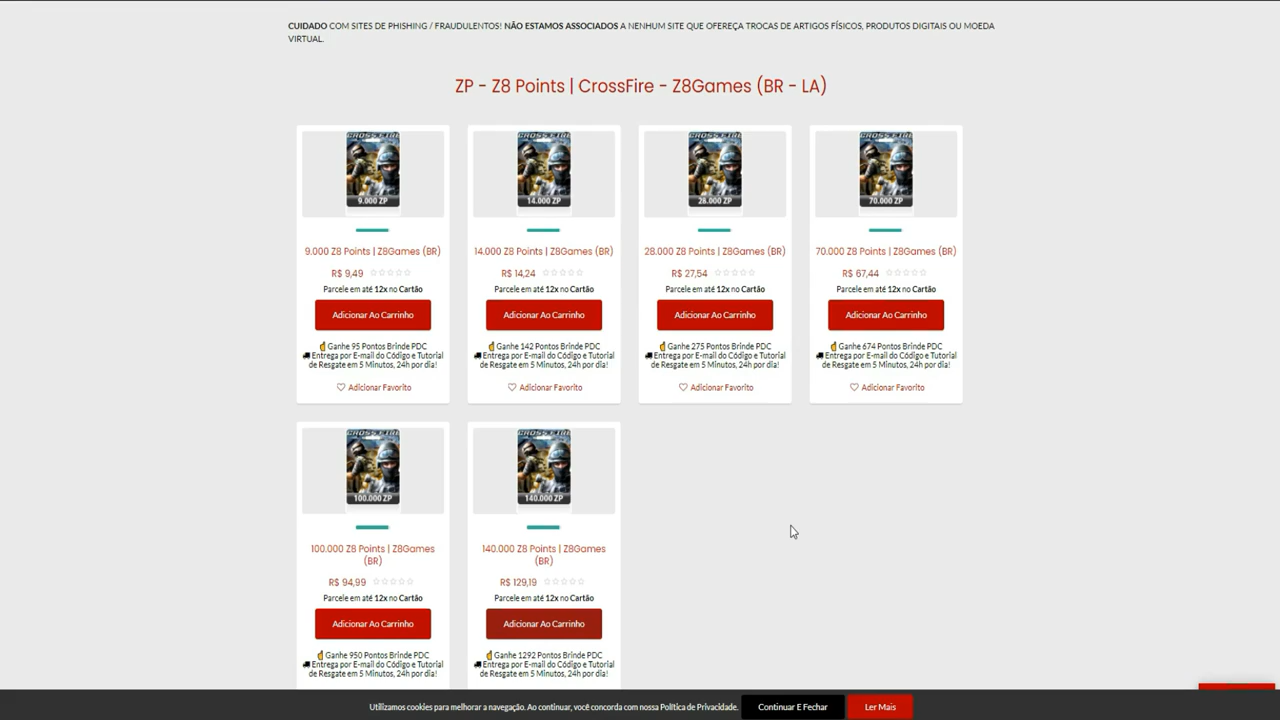 CUIDADO COM SITES DE PHISHING / FRAUDULENTOS! NÃO ESTAMOS ASSOCIADOS A NENHUM SITE QUE OFEREÇA TROCAS DE ARTIGOS FÍSICOS, PRODUTOS DIGITAIS OU MOEDA
VIRTUAL.
ZP - Z8 Points | CrossFire - Z8Games (BR - LA)
CROSSFIRE
9.000 ZP
9.000 Z8 Points | Z8Games (BR)
R$ 9,49
Parcele em até 12x no Cartão
Adicionar Ao Carrinho
Ganhe 95 Pontos Brinde PDC
Entrega por E-mail do Código e Tutorial
de Resgate em 5 Minutos, 24h por dia!
Adicionar Favorito
CROSSFIRE
14.000 ZP
14.000 Z8 Points | Z8Games (BR)
R$ 14,24
Parcele em até 12x no Cartão
Adicionar Ao Carrinho
Ganhe 142 Pontos Brinde PDC
Entrega por E-mail do Código e Tutorial
de Resgate em 5 Minutos, 24h por dia!
Adicionar Favorito
CROSSFIRE
28.000 ZP
28.000 Z8 Points | Z8Games (BR)
R$ 27,54
Parcele em até 12x no Cartão
Adicionar Ao Carrinho
Ganhe 275 Pontos Brinde PDC
Entrega por E-mail do Código e Tutorial
de Resgate em 5 Minutos, 24h por dia!
Adicionar Favorito
CROSSFIRE
70.000 ZP
70.000 Z8 Points | Z8Games (BR)
R$ 67,44
Parcele em até 12x no Cartão
Adicionar Ao Carrinho
Ganhe 674 Pontos Brinde PDC
Entrega por E-mail do Código e Tutorial
de Resgate em 5 Minutos, 24h por dia!
Adicionar Favorito
CROSSFIRE
100.000 ZP
100.000 Z8 Points | Z8Games
(BR)
R$ 94,99
Parcele em até 12x no Cartão
Adicionar Ao Carrinho
Ganhe 950 Pontos Brinde PDC
Entrega por E-mail do Código e Tutorial
de Resgate em 5 Minutos, 24h por dia!
CROSSFIRE
140.000 ZP
140.000 Z8 Points | Z8Games
(BR)
R$ 129,19
Parcele em até 12x no Cartão
Adicionar Ao Carrinho
Ganhe 1292 Pontos Brinde PDC
Entrega por E-mail do Código e Tutorial
de Resgate em 5 Minutos, 24h por dia!
Utilizamos cookies para melhorar a navegação. Ao continuar, você concorda com nossa Política de Privacidade. Continue E Fechar Ler Mais